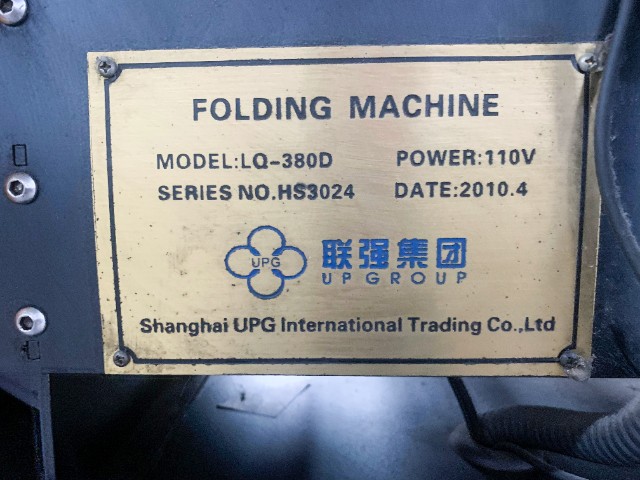 FOLDING MACHINE
MODEL:LQ-380D POWER:110V
SERIES NO.HS3024 DATE:2010.4
UPG 联强集团
UPGROUP
Shanghai UPG International Trading Co.,Ltd